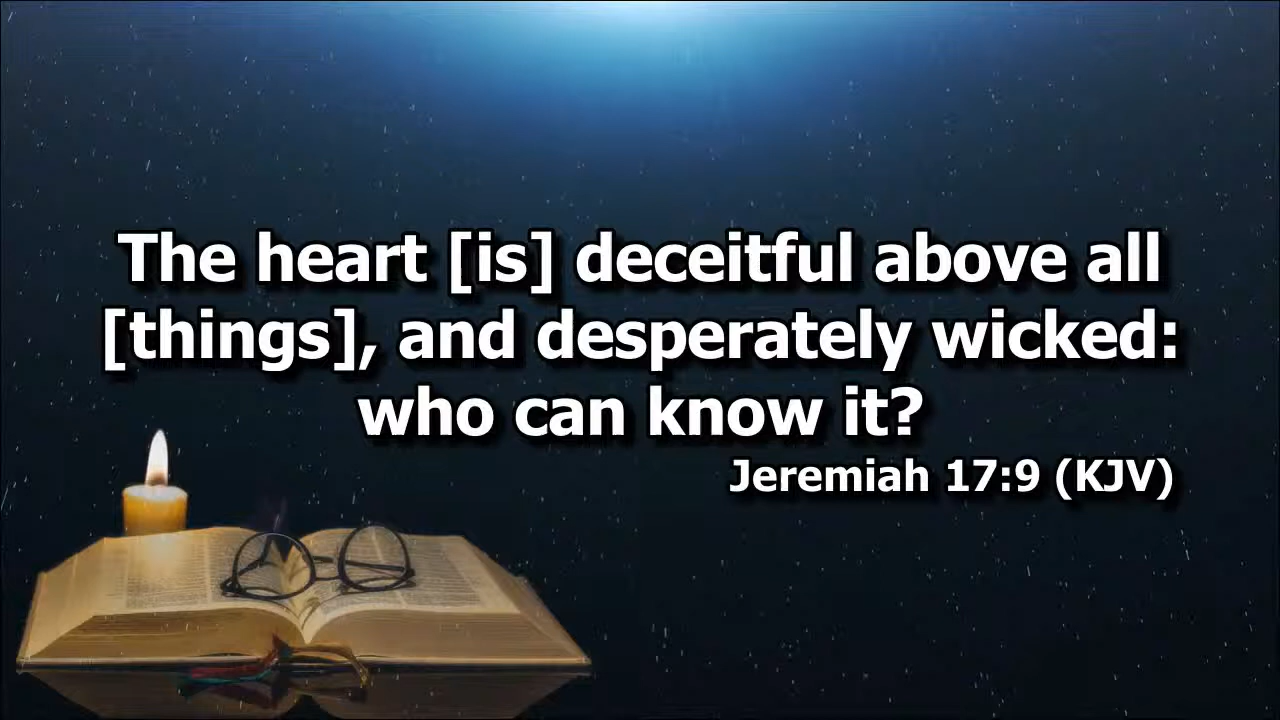 The heart [is] deceitful above all
[things], and desperately wicked:
who can know it?
Jeremiah 17:9 (KJV)